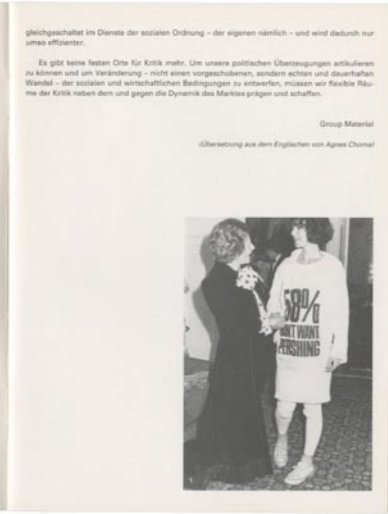 gleichgeschaltet im Dienste der sozialen Ordnung – der eigenen nämlich – und wird dadurch nur
umso effizienter.
Es gibt keine festen Orte für Kritik mehr. Um unsere politischen Überzeugungen artikulieren
zu können und um Veränderung – nicht einen vorgeschobenen, sondern echten und dauerhaften
Wandel – der sozialen und wirtschaftlichen Bedingungen zu entwerfen, müssen wir flexible Räu-
me der Kritik neben dem und gegen die Dynamik des Marktes prägen und schaffen.
Group Material
(Übersetzung aus dem Englischen von Agnes Choma)
58%
DON'T WANT
PERSHING